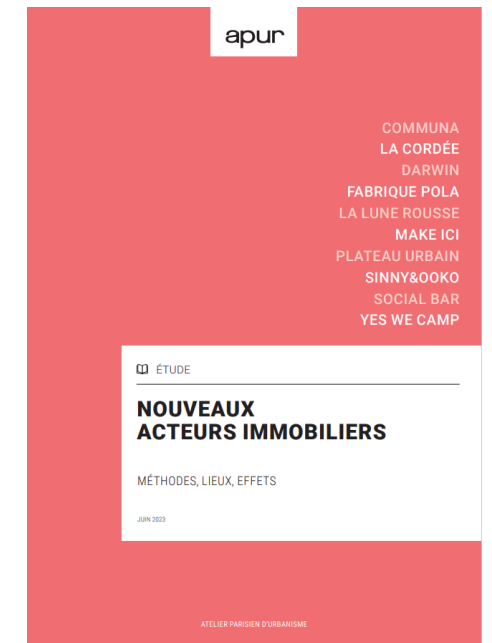 apur
COMMUNA
LA CORDÉE
DARWIN
FABRIQUE POLA
LA LUNE ROUSSE
MAKE ICI
PLATEAU URBAIN
SINNY&OOKO
SOCIAL BAR
YES WE CAMP
ÉTUDE
NOUVEAUX
ACTEURS IMMOBILIERS
MÉTHODES, LIEUX, EFFETS
JUIN 2023
ATELIER PARISIEN D'URBANISME